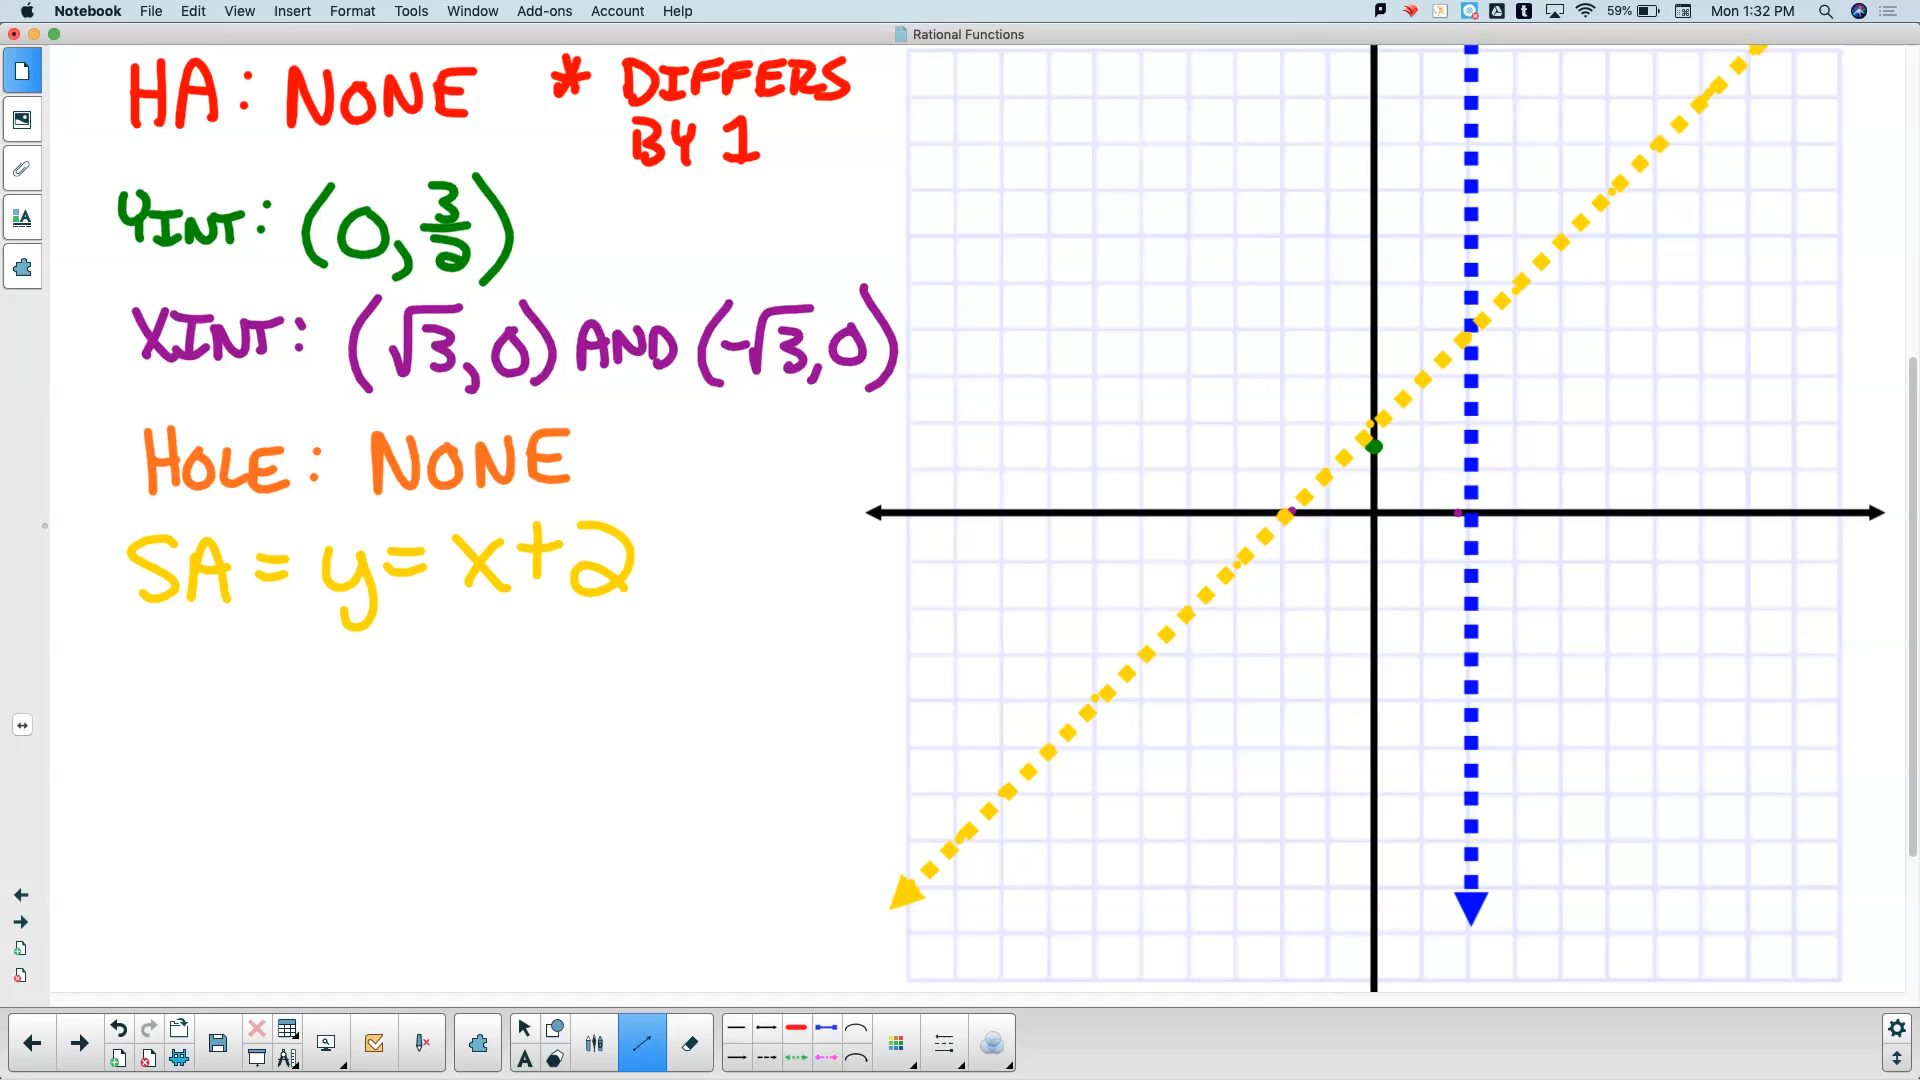 Notebook File Edit View Insert Format Tools Window Add-ons Account Help 59% Mon 1:32 PM
Rational Functions
HA: NONE * DIFFERS
BY 1
YINT: (0, 3/2)
XINT: (√3, 0) AND (-√3, 0)
HOLE: NONE
SA = y = x+2